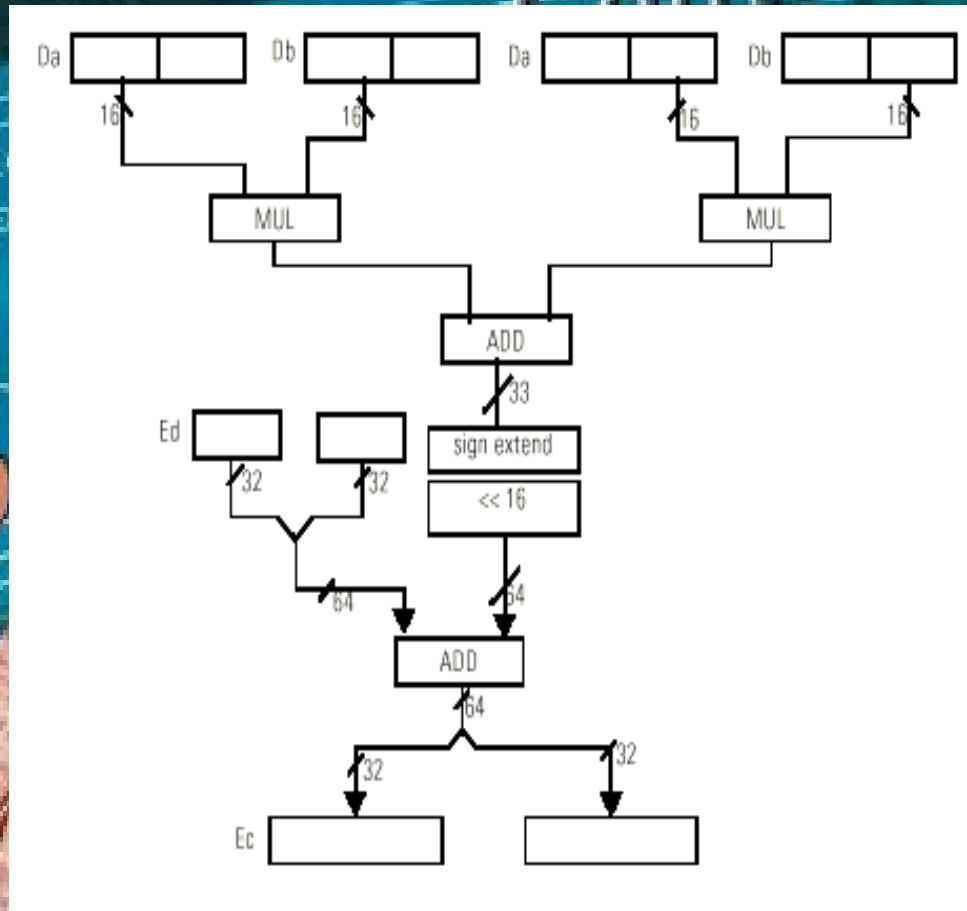 Da Db Da Db
16 16 16 16
MUL MUL
ADD
33
Ed sign extend
32 32 << 16
64 64
ADD
64
32 32
Ec